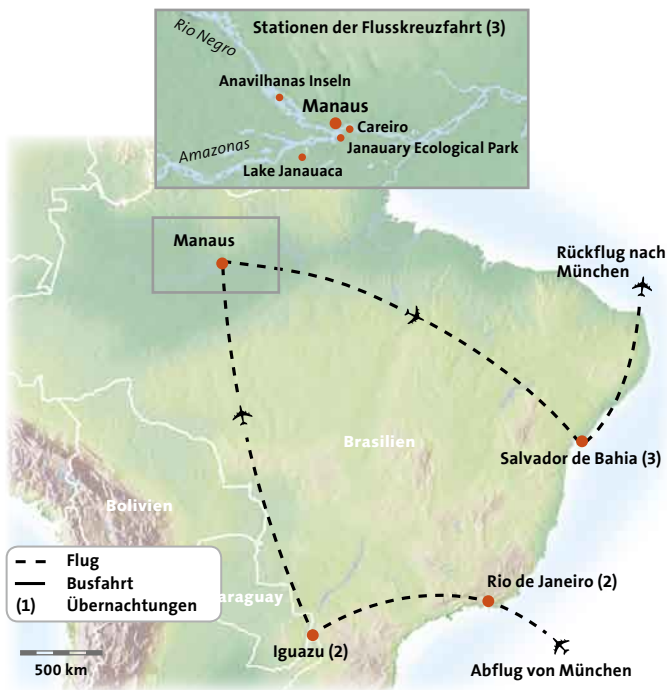 Rio Negro
Stationen der Flusskreuzfahrt (3)
Anavilhanas Inseln
Manaus
Careiro
Amazonas
Janauary Ecological Park
Lake Janauaca
Manaus
Rückflug nach
München
Brasilien
Salvador de Bahia (3)
Bolivien
Flug
Busfahrt
(1) Übernachtungen
araguay
Rio de Janeiro (2)
Iguazu (2)
500 km
Abflug von München